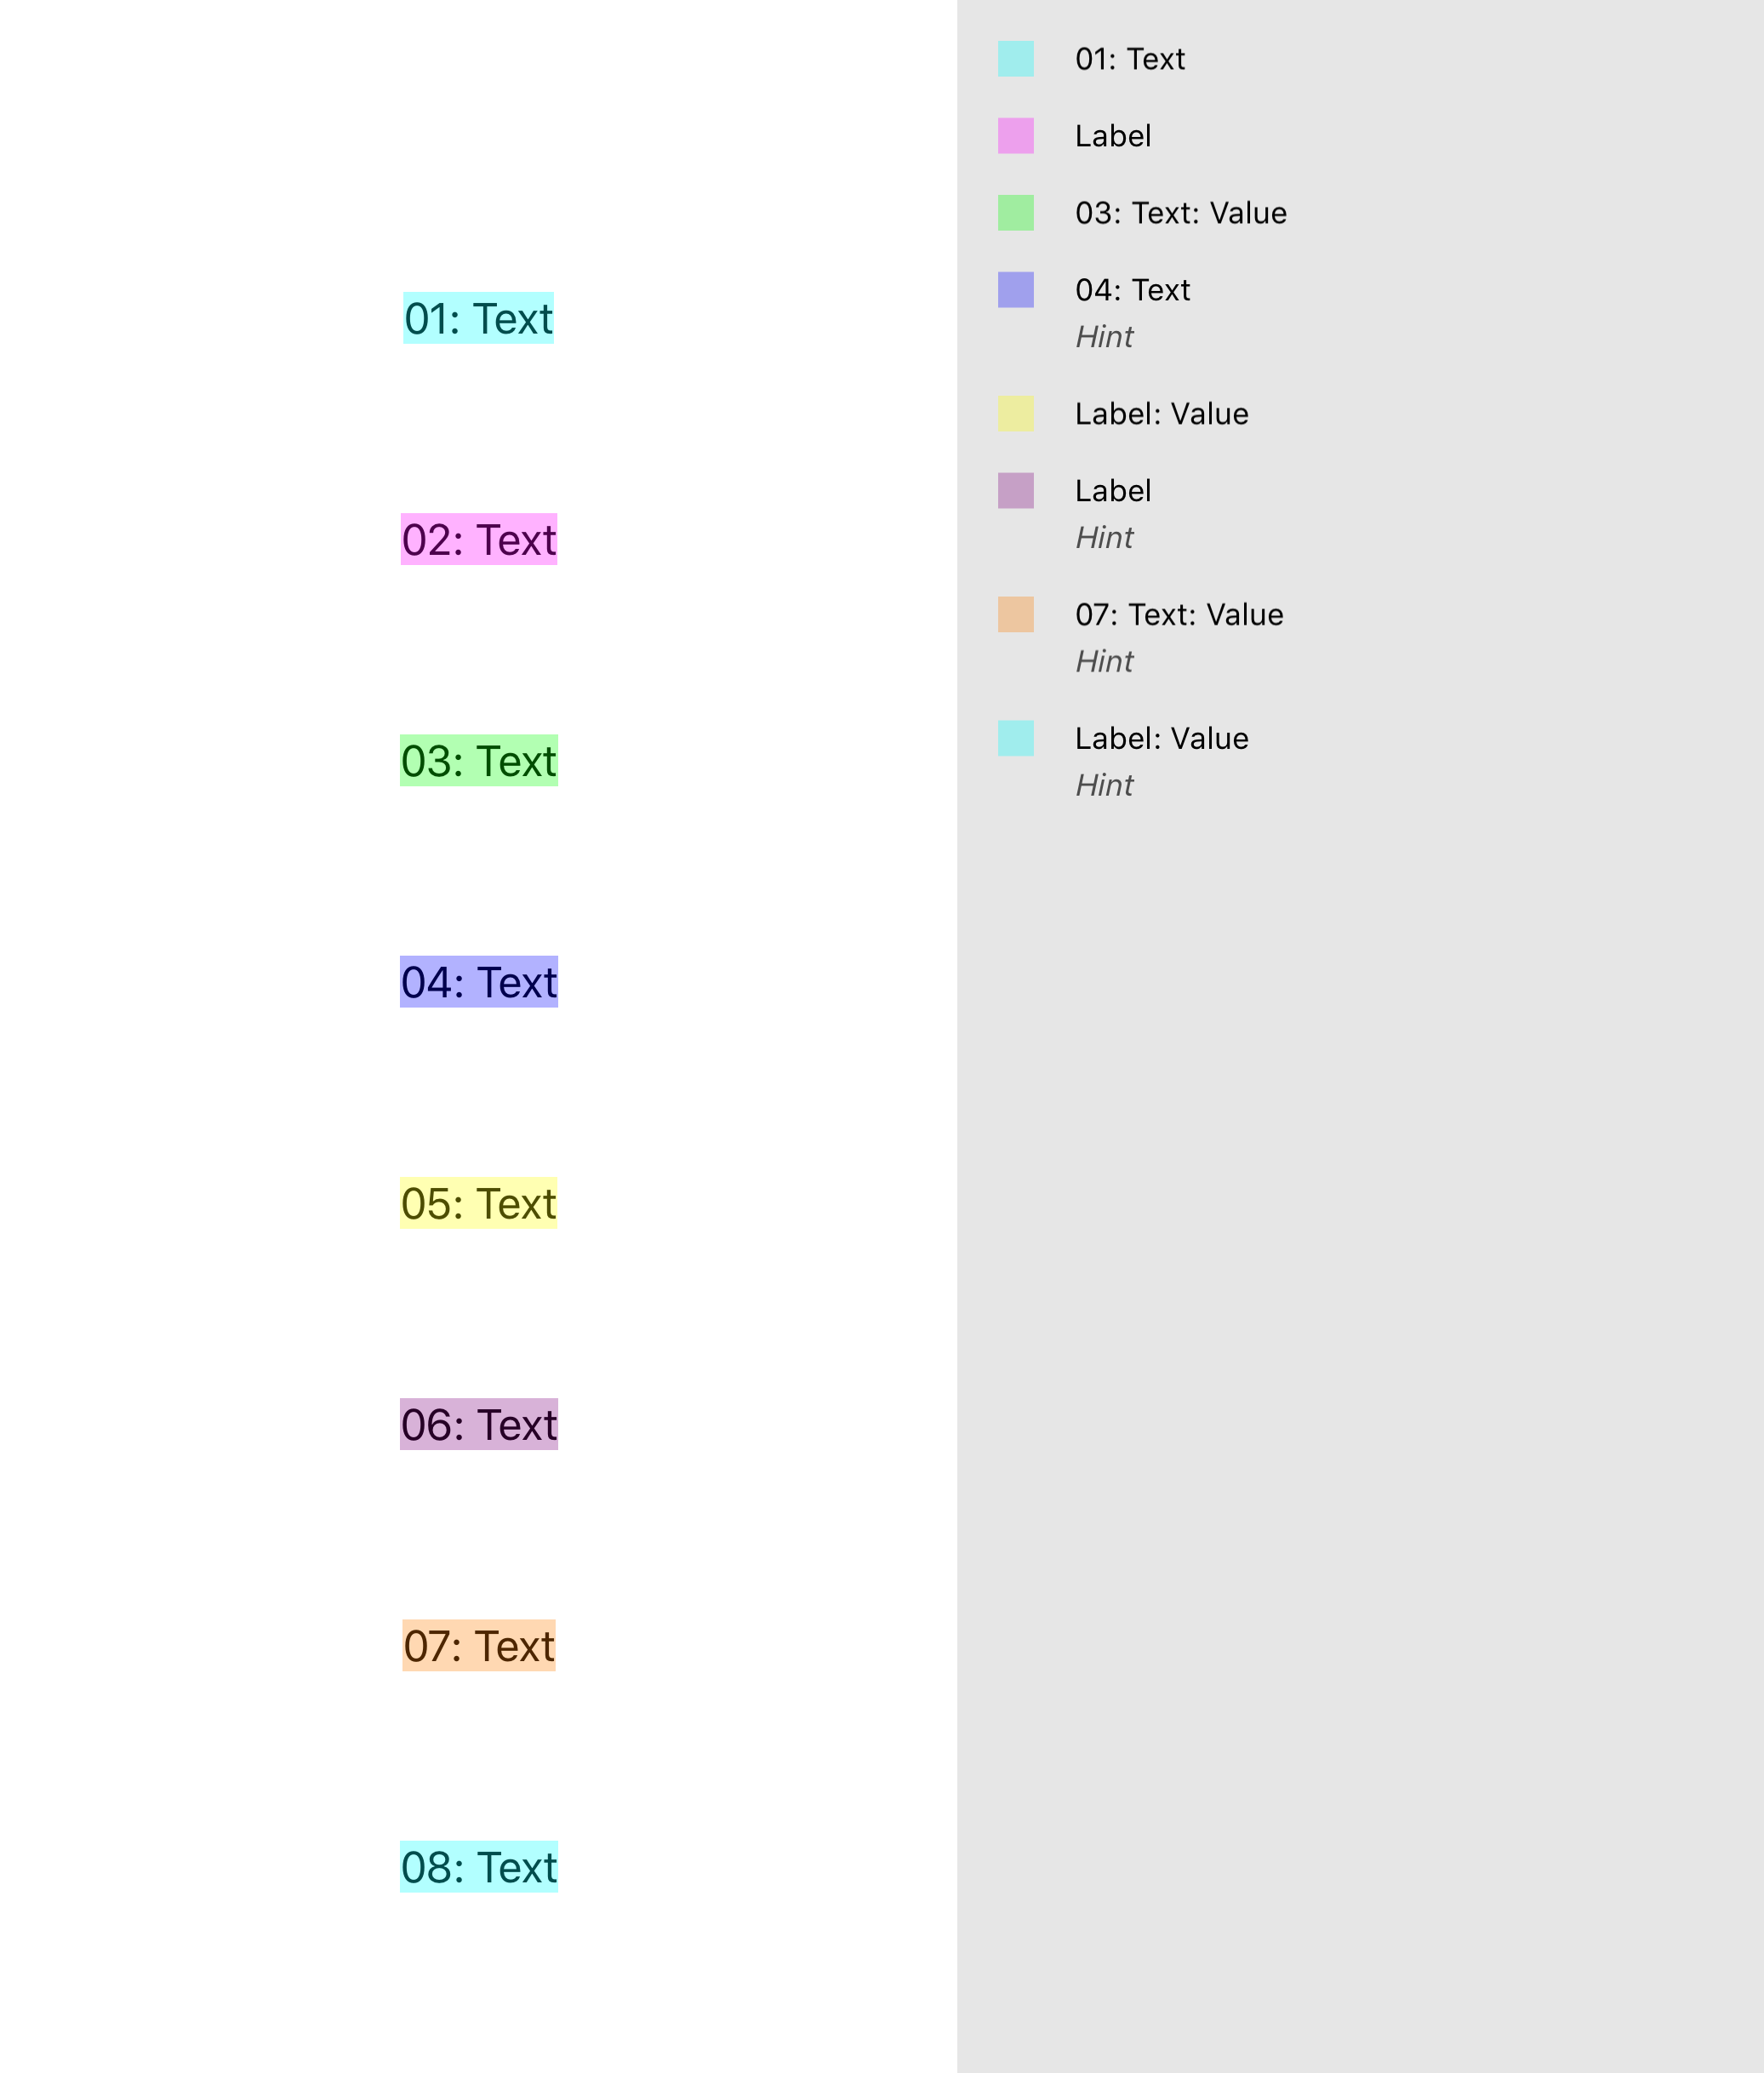 01: Text
02: Text
03: Text
04: Text
05: Text
06: Text
07: Text
08: Text
01: Text
Label
03: Text: Value
04: Text
Hint
Label: Value
Label
Hint
07: Text: Value
Hint
Label: Value
Hint